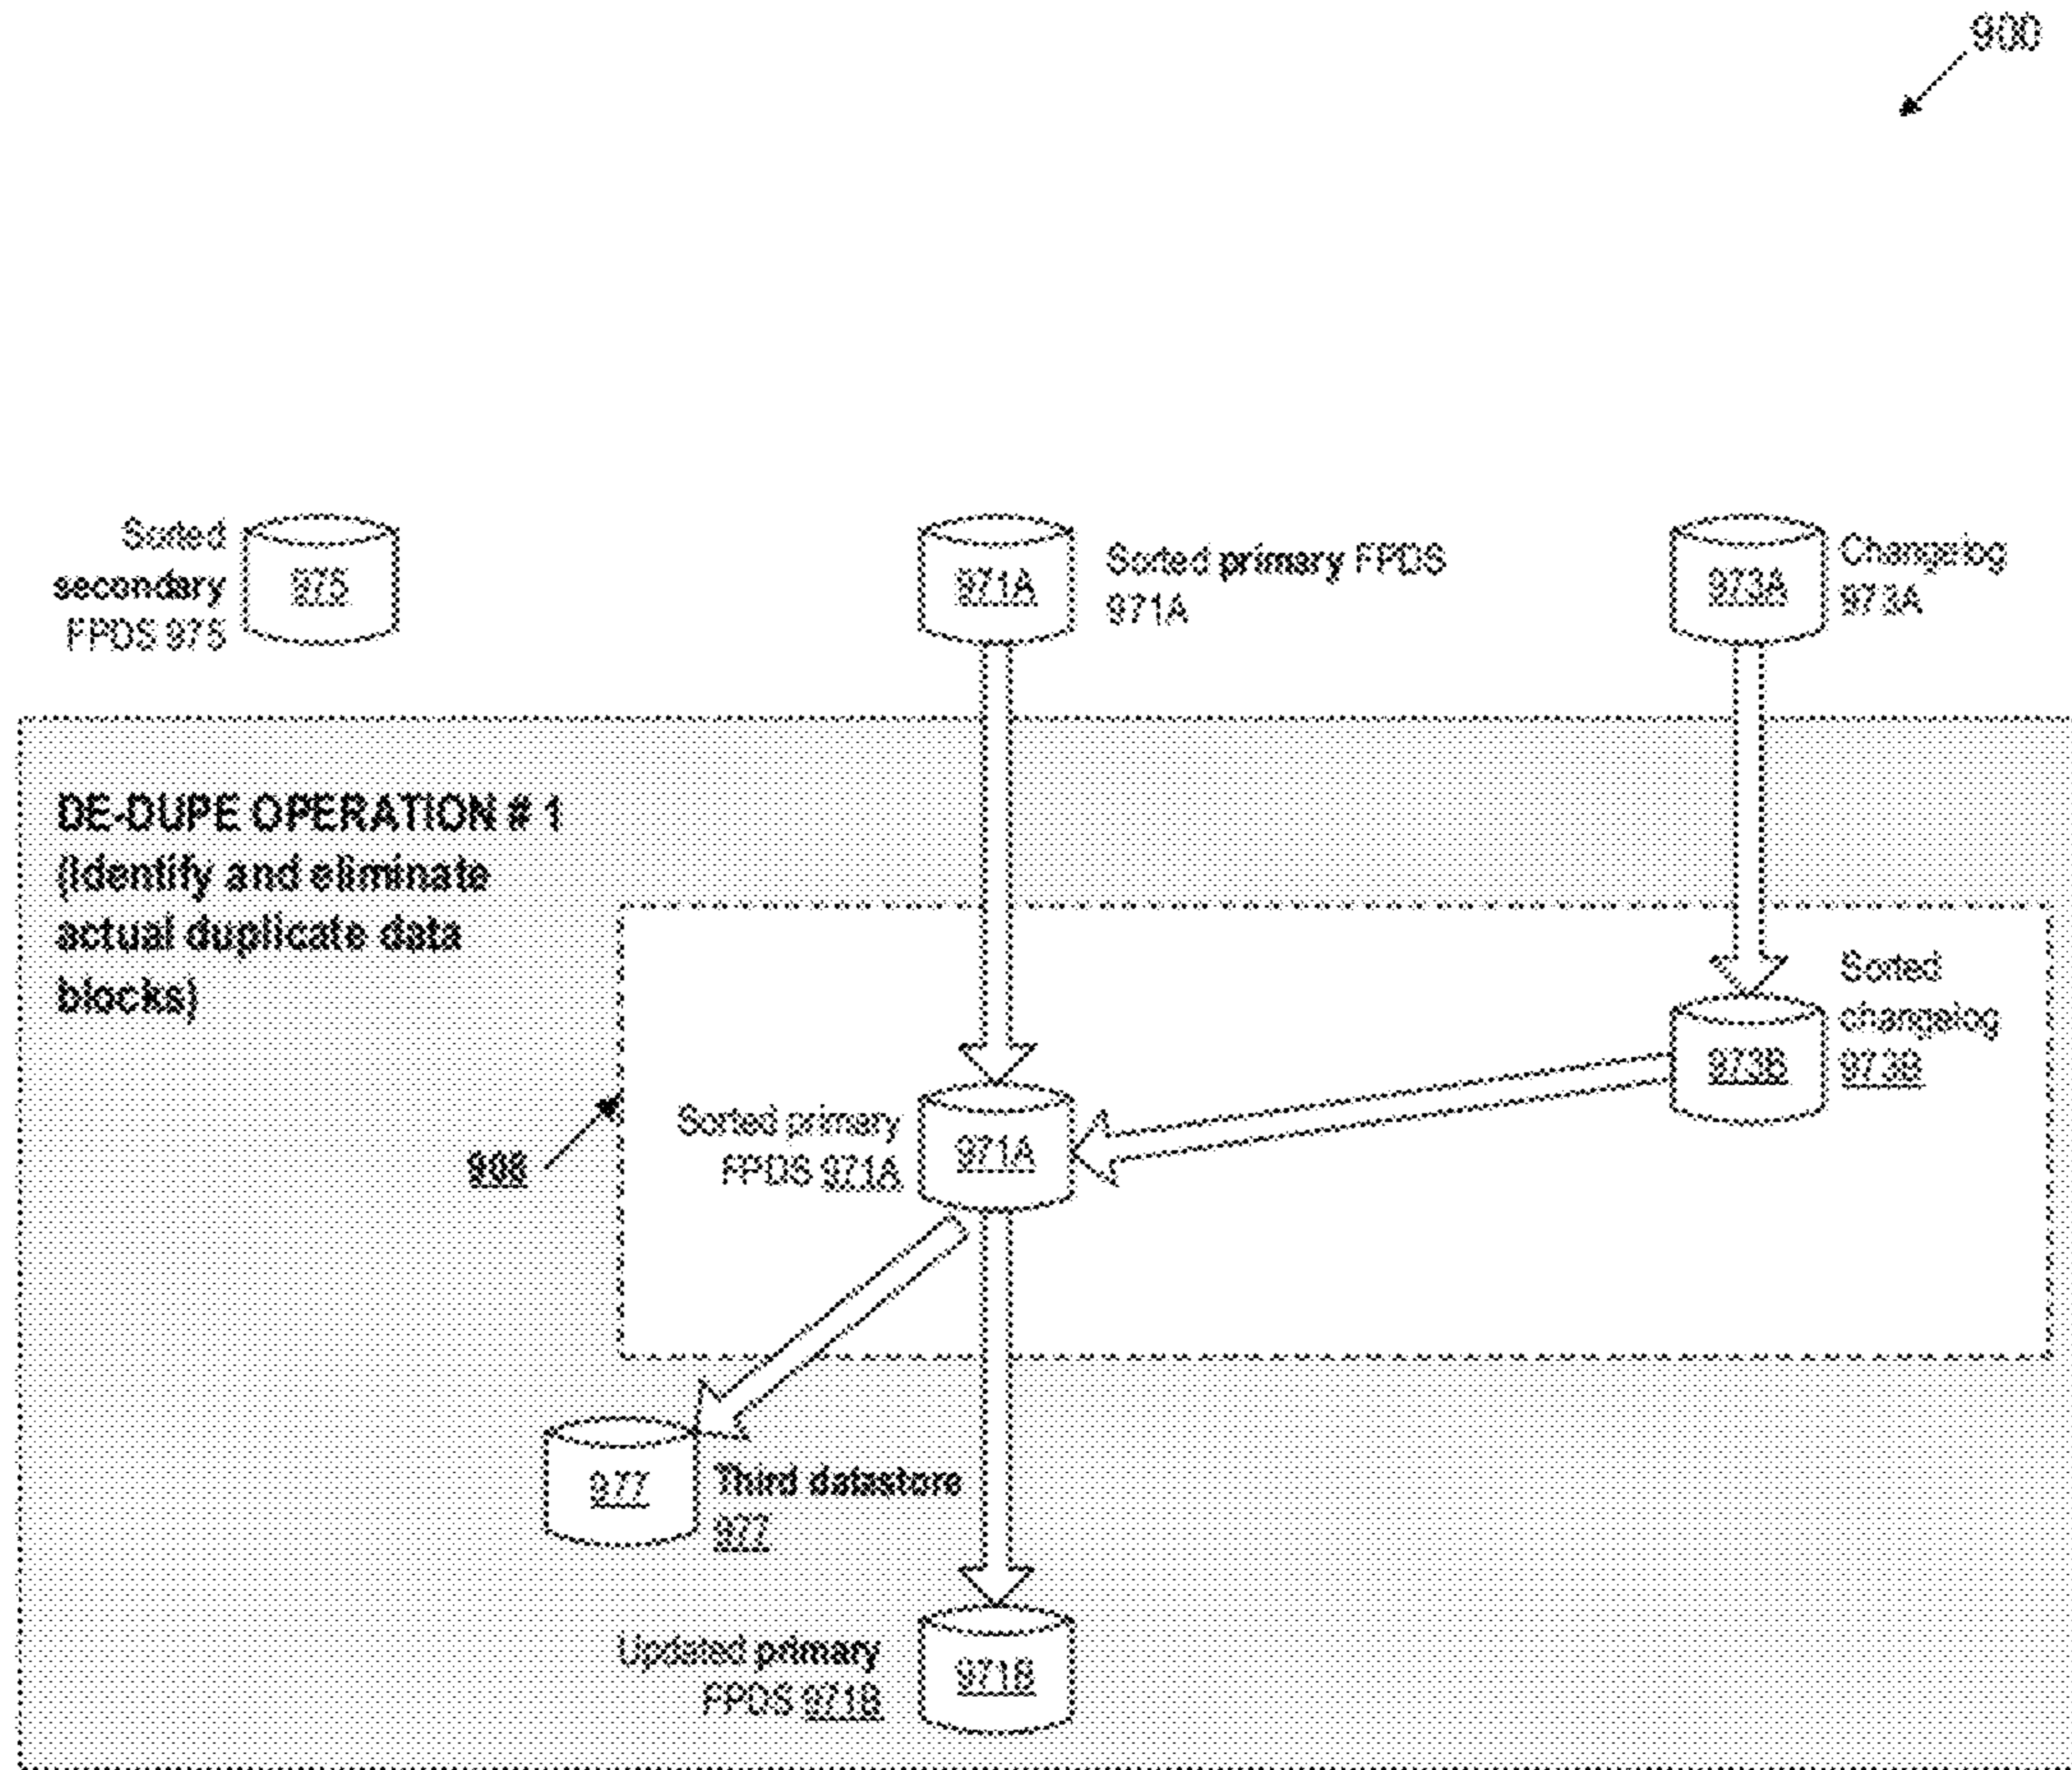 900
Sorted
secondary
FPDS 975
975
971A
Sorted primary FPDS
971A
973A
Changelog
973A
DE-DUPE OPERATION # 1
(Identify and eliminate
actual duplicate data
blocks)
Sorted
changelog
973B
973B
Sorted primary
FPDS 971A
971A
977
Third datastore
977
Updated primary
FPDS 971B
971B